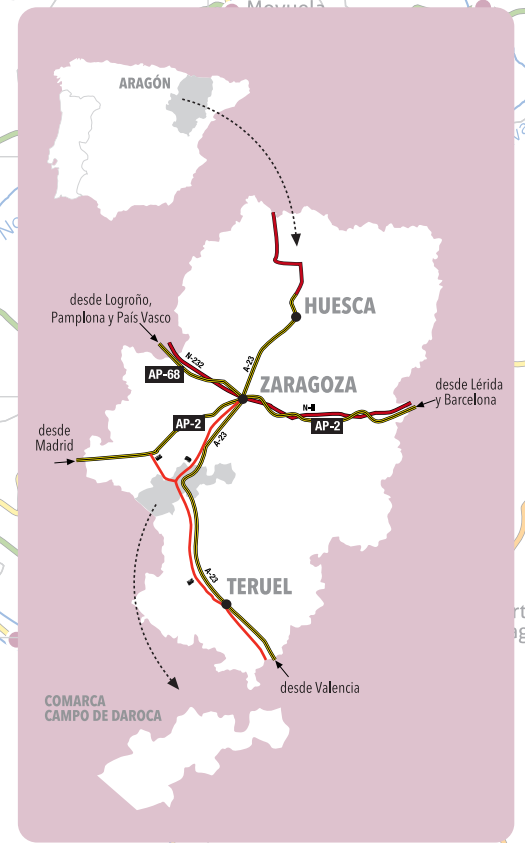 Moyuela
ARAGÓN
HUESCA
desde Logroño,
Pamplona y País Vasco
N-232
A-23
AP-68
ZARAGOZA
desde Lérida
y Barcelona
N-II
AP-2
AP-2
A-23
desde
Madrid
A-23
TERUEL
desde Valencia
COMARCA
CAMPO DE DAROCA